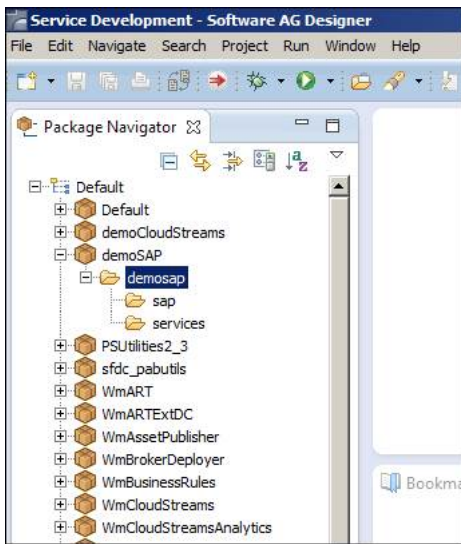 Service Development - Software AG Designer
File Edit Navigate Search Project Run Window Help
Package Navigator
Default
Default
demoCloudStreams
demoSAP
demosap
sap
services
PSUtilities2_3
sfdc_pabutils
WmART
WmARTExtDC
WmAssetPublisher
WmBrokerDeployer
WmBusinessRules
WmCloudStreams
Bookma
WmCloudStreamsAnalytics